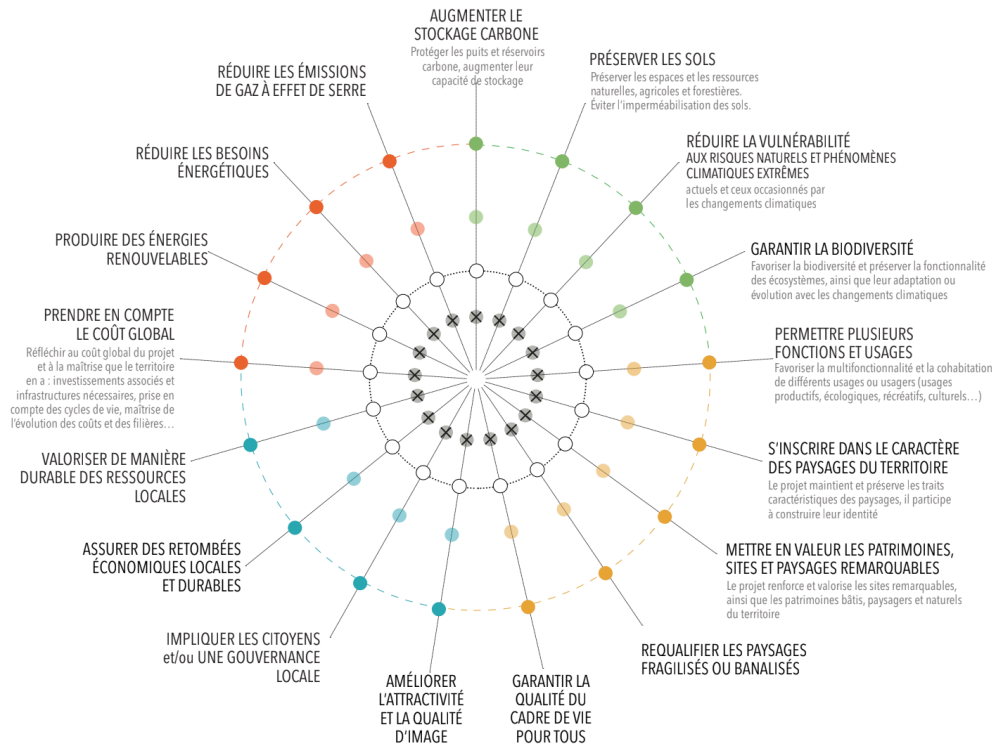 AUGMENTER LE
STOCKAGE CARBONE
Protéger les puits et réservoirs
carbone, augmenter leur
capacité de stockage
PRÉSERVER LES SOLS
Préserver les espaces et les ressources
naturelles, agricoles et forestières.
Éviter l'imperméabilisation des sols.
RÉDUIRE LA VULNÉRABILITÉ
AUX RISQUES NATURELS ET PHÉNOMÈNES
CLIMATIQUES EXTRÊMES
actuels et ceux occasionnés par
les changements climatiques
GARANTIR LA BIODIVERSITÉ
Favoriser la biodiversité et préserver la fonctionnalité
des écosystèmes, ainsi que leur adaptation ou
évolution avec les changements climatiques
PERMETTRE PLUSIEURS
FONCTIONS ET USAGES
Favoriser la multifonctionnalité et la cohabitation
de différents usages ou usagers (usages
productifs, écologiques, récréatifs, culturels…)
S'INSCRIRE DANS LE CARACTÈRE
DES PAYSAGES DU TERRITOIRE
Le projet maintient et préserve les traits
caractéristiques des paysages, il participe
à construire leur identité
METTRE EN VALEUR LES PATRIMOINES,
SITES ET PAYSAGES REMARQUABLES
Le projet renforce et valorise les sites remarquables,
ainsi que les patrimoines bâtis, paysagers et naturels
du territoire
REQUALIFIER LES PAYSAGES
FRAGILISÉS OU BANALISÉS
GARANTIR LA
QUALITÉ DU
CADRE DE VIE
POUR TOUS
AMÉLIORER
L'ATTRACTIVITÉ
ET LA QUALITÉ
D'IMAGE
IMPLIQUER LES CITOYENS
et/ou UNE GOUVERNANCE
LOCALE
ASSURER DES RETOMBÉES
ÉCONOMIQUES LOCALES
ET DURABLES
VALORISER DE MANIÈRE
DURABLE DES RESSOURCES
LOCALES
PRENDRE EN COMPTE
LE COÛT GLOBAL
Réfléchir au coût global du projet
et à la maîtrise que le territoire
en a : investissements associés et
infrastructures nécessaires, prise en
compte des cycles de vie, maîtrise de
l'évolution des coûts et des filières…
PRODUIRE DES ÉNERGIES
RENOUVELABLES
RÉDUIRE LES BESOINS
ÉNERGÉTIQUES
RÉDUIRE LES ÉMISSIONS
DE GAZ À EFFET DE SERRE